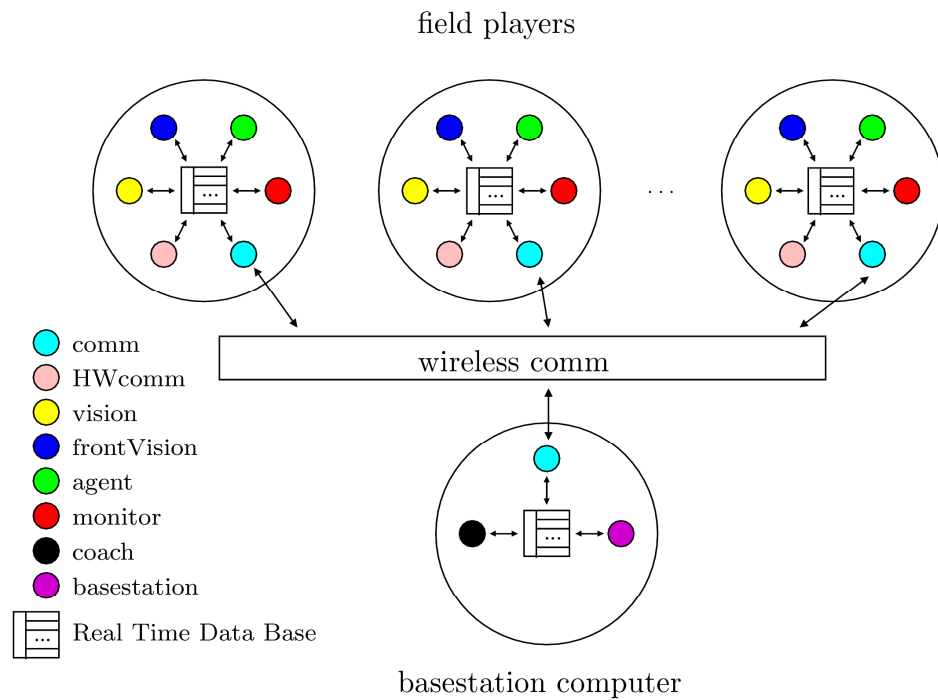 field players
...
...
...
...
wireless comm
comm
HWcomm
vision
frontVision
agent
monitor
coach
basestation
...
...
Real Time Data Base
basestation computer